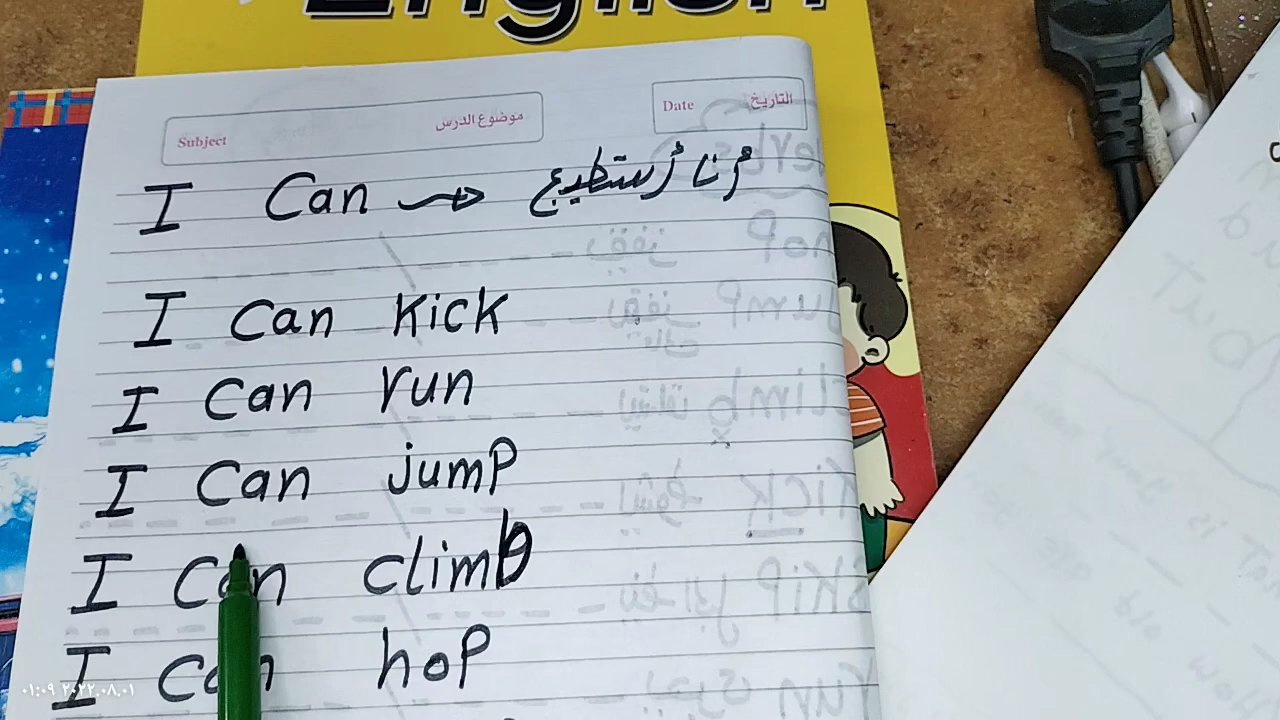 English
Subject موضوع الدرس
Date التاريخ
I Can → أنا أستطيع
I Can Kick
I Can run
I Can jump
I Can climb
I Can hop
٠١:٠٩ ٢٠٢٢.٠٨.٠١